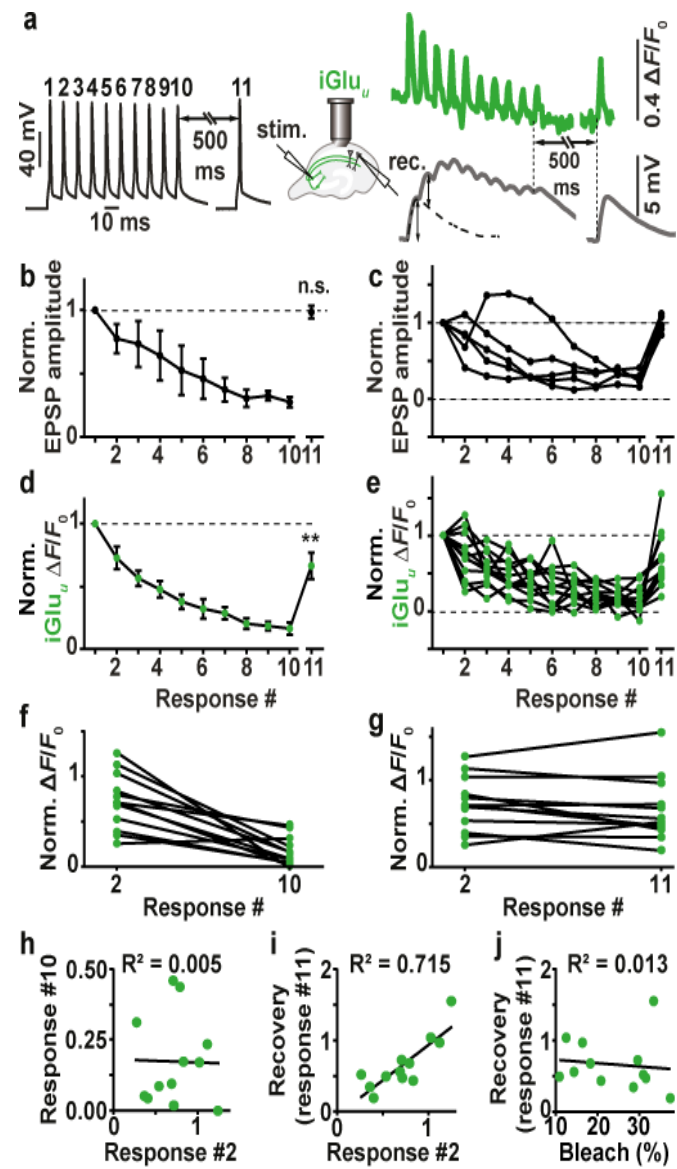 a
1 2 3 4 5 6 7 8 9 10 11
40 mV
500
ms
10 ms
iGluu
stim.
rec.
0.4 ΔF/F0
500
ms
5 mV
b
n.s.
Norm.
EPSP amplitude
1
0
2 4 6 8 10 11
c
Norm.
EPSP amplitude
1
0
2 4 6 8 10 11
d
**
Norm.
iGluu ΔF/F0
1
0
2 4 6 8 10 11
Response #
e
Norm.
iGluu ΔF/F0
1
0
2 4 6 8 10 11
Response #
f
Norm. ΔF/F0
1
0
2 10
Response #
g
Norm. ΔF/F0
1
0
2 11
Response #
h
R² = 0.005
Response #10
0.50
0.25
0.00
0 1
Response #2
i
R² = 0.715
Recovery
(response #11)
2
1
0
0 1
Response #2
j
R² = 0.013
Recovery
(response #11)
2
1
0
10 20 30
Bleach (%)